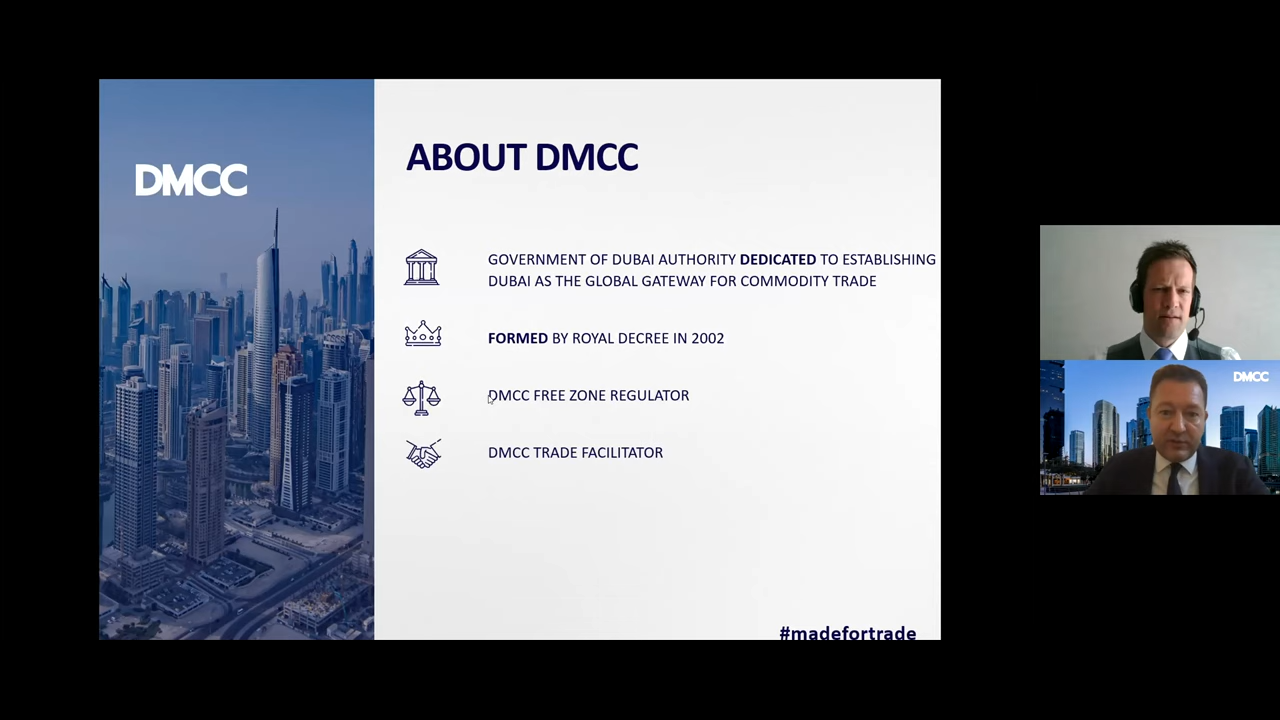 DMCC
ABOUT DMCC
GOVERNMENT OF DUBAI AUTHORITY DEDICATED TO ESTABLISHING
DUBAI AS THE GLOBAL GATEWAY FOR COMMODITY TRADE
FORMED BY ROYAL DECREE IN 2002
DMCC FREE ZONE REGULATOR
DMCC TRADE FACILITATOR
#madefortrade
DMCC